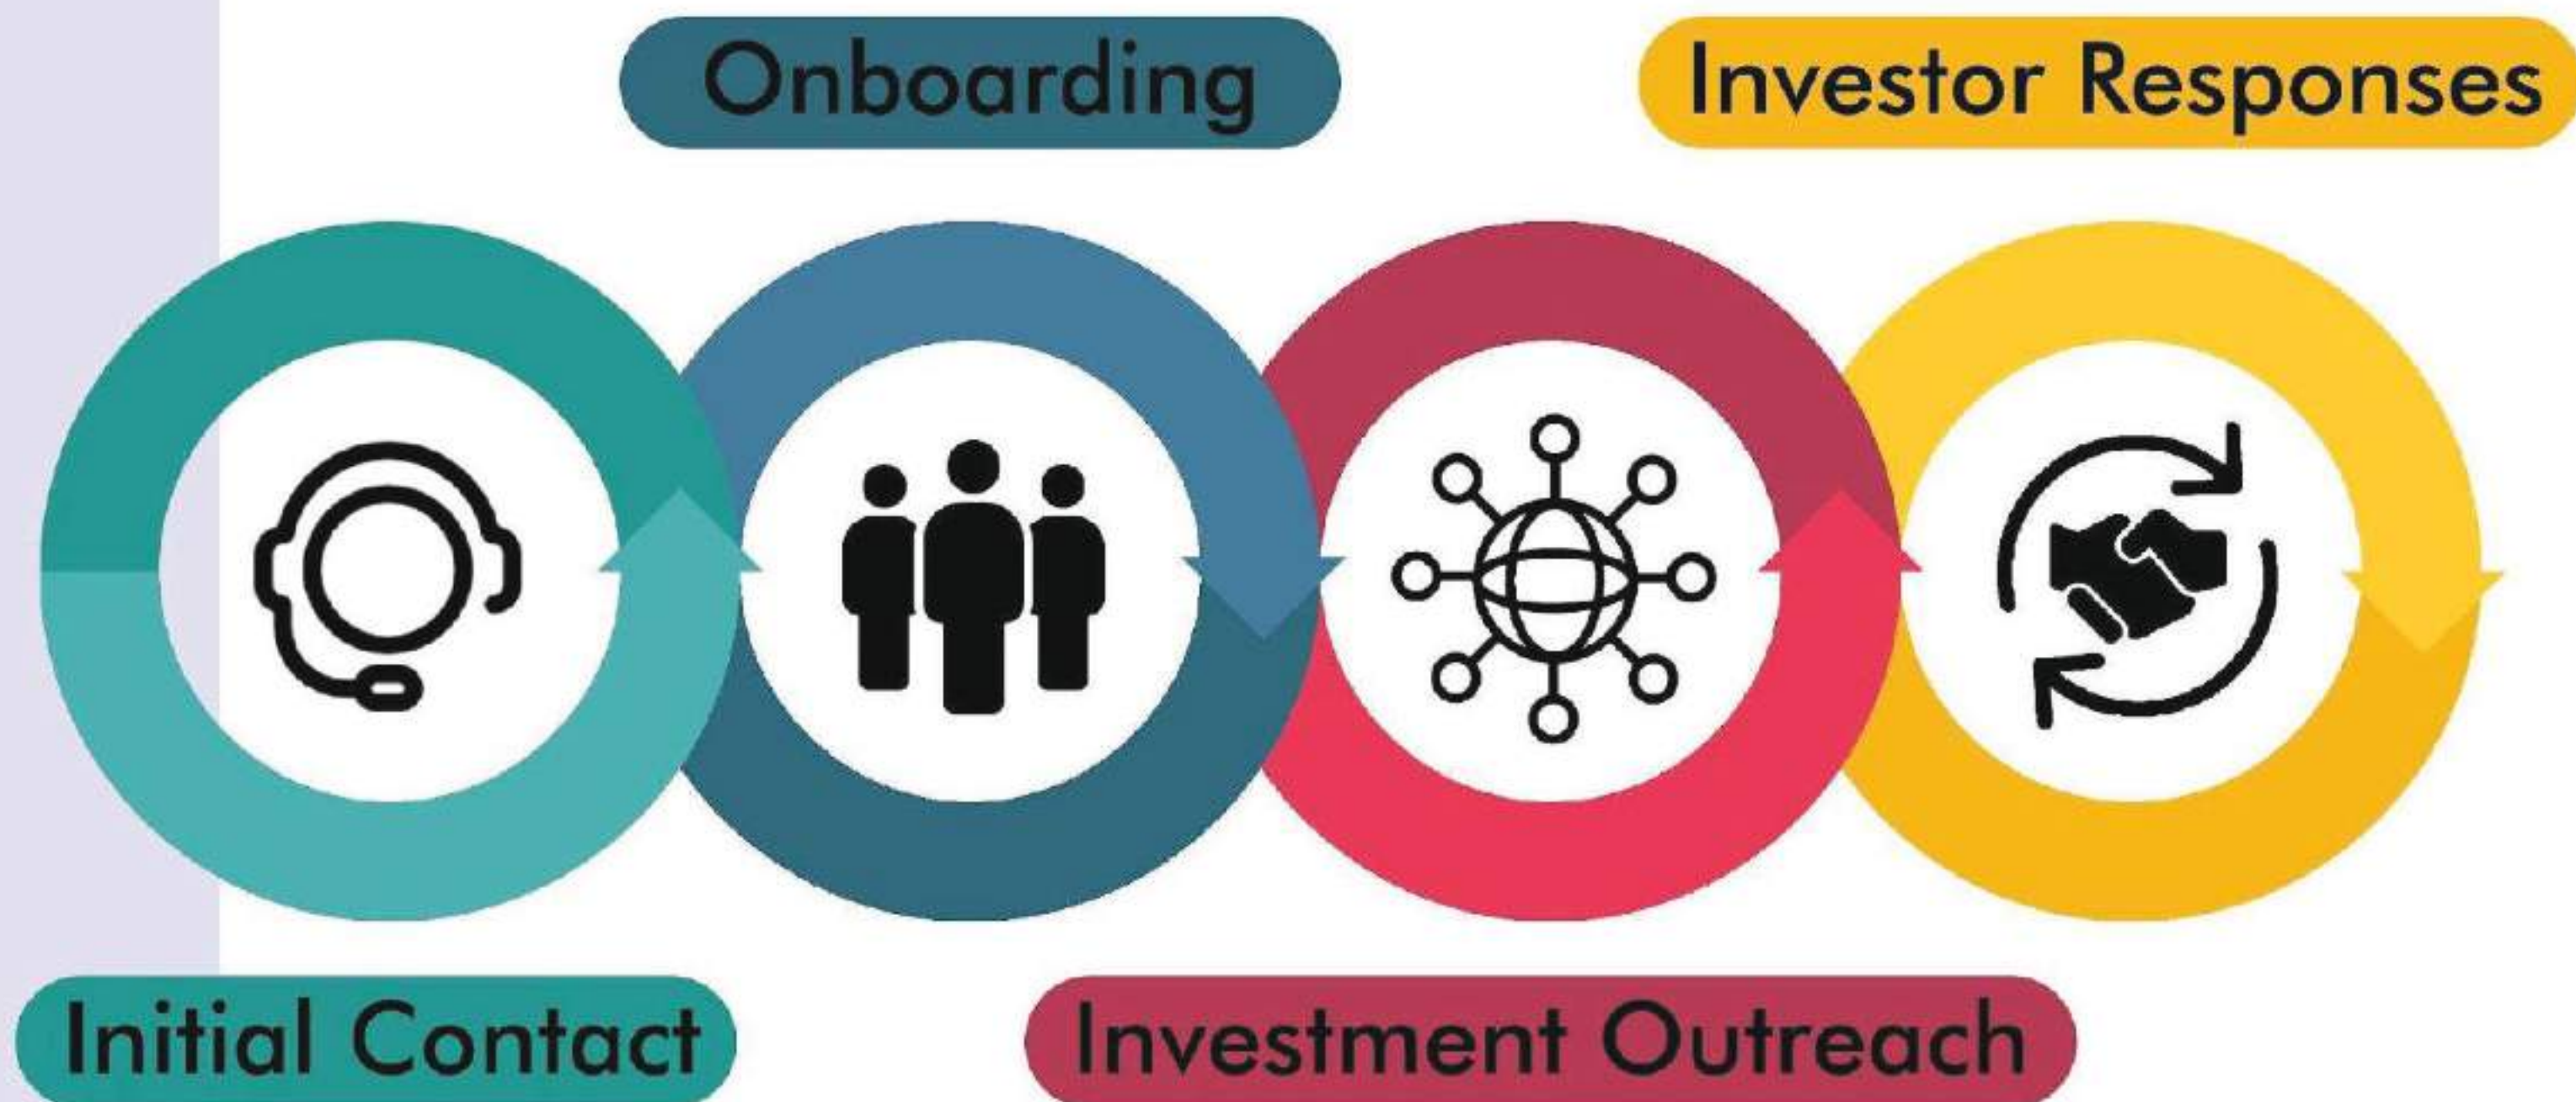 Onboarding
Investor Responses
Initial Contact
Investment Outreach